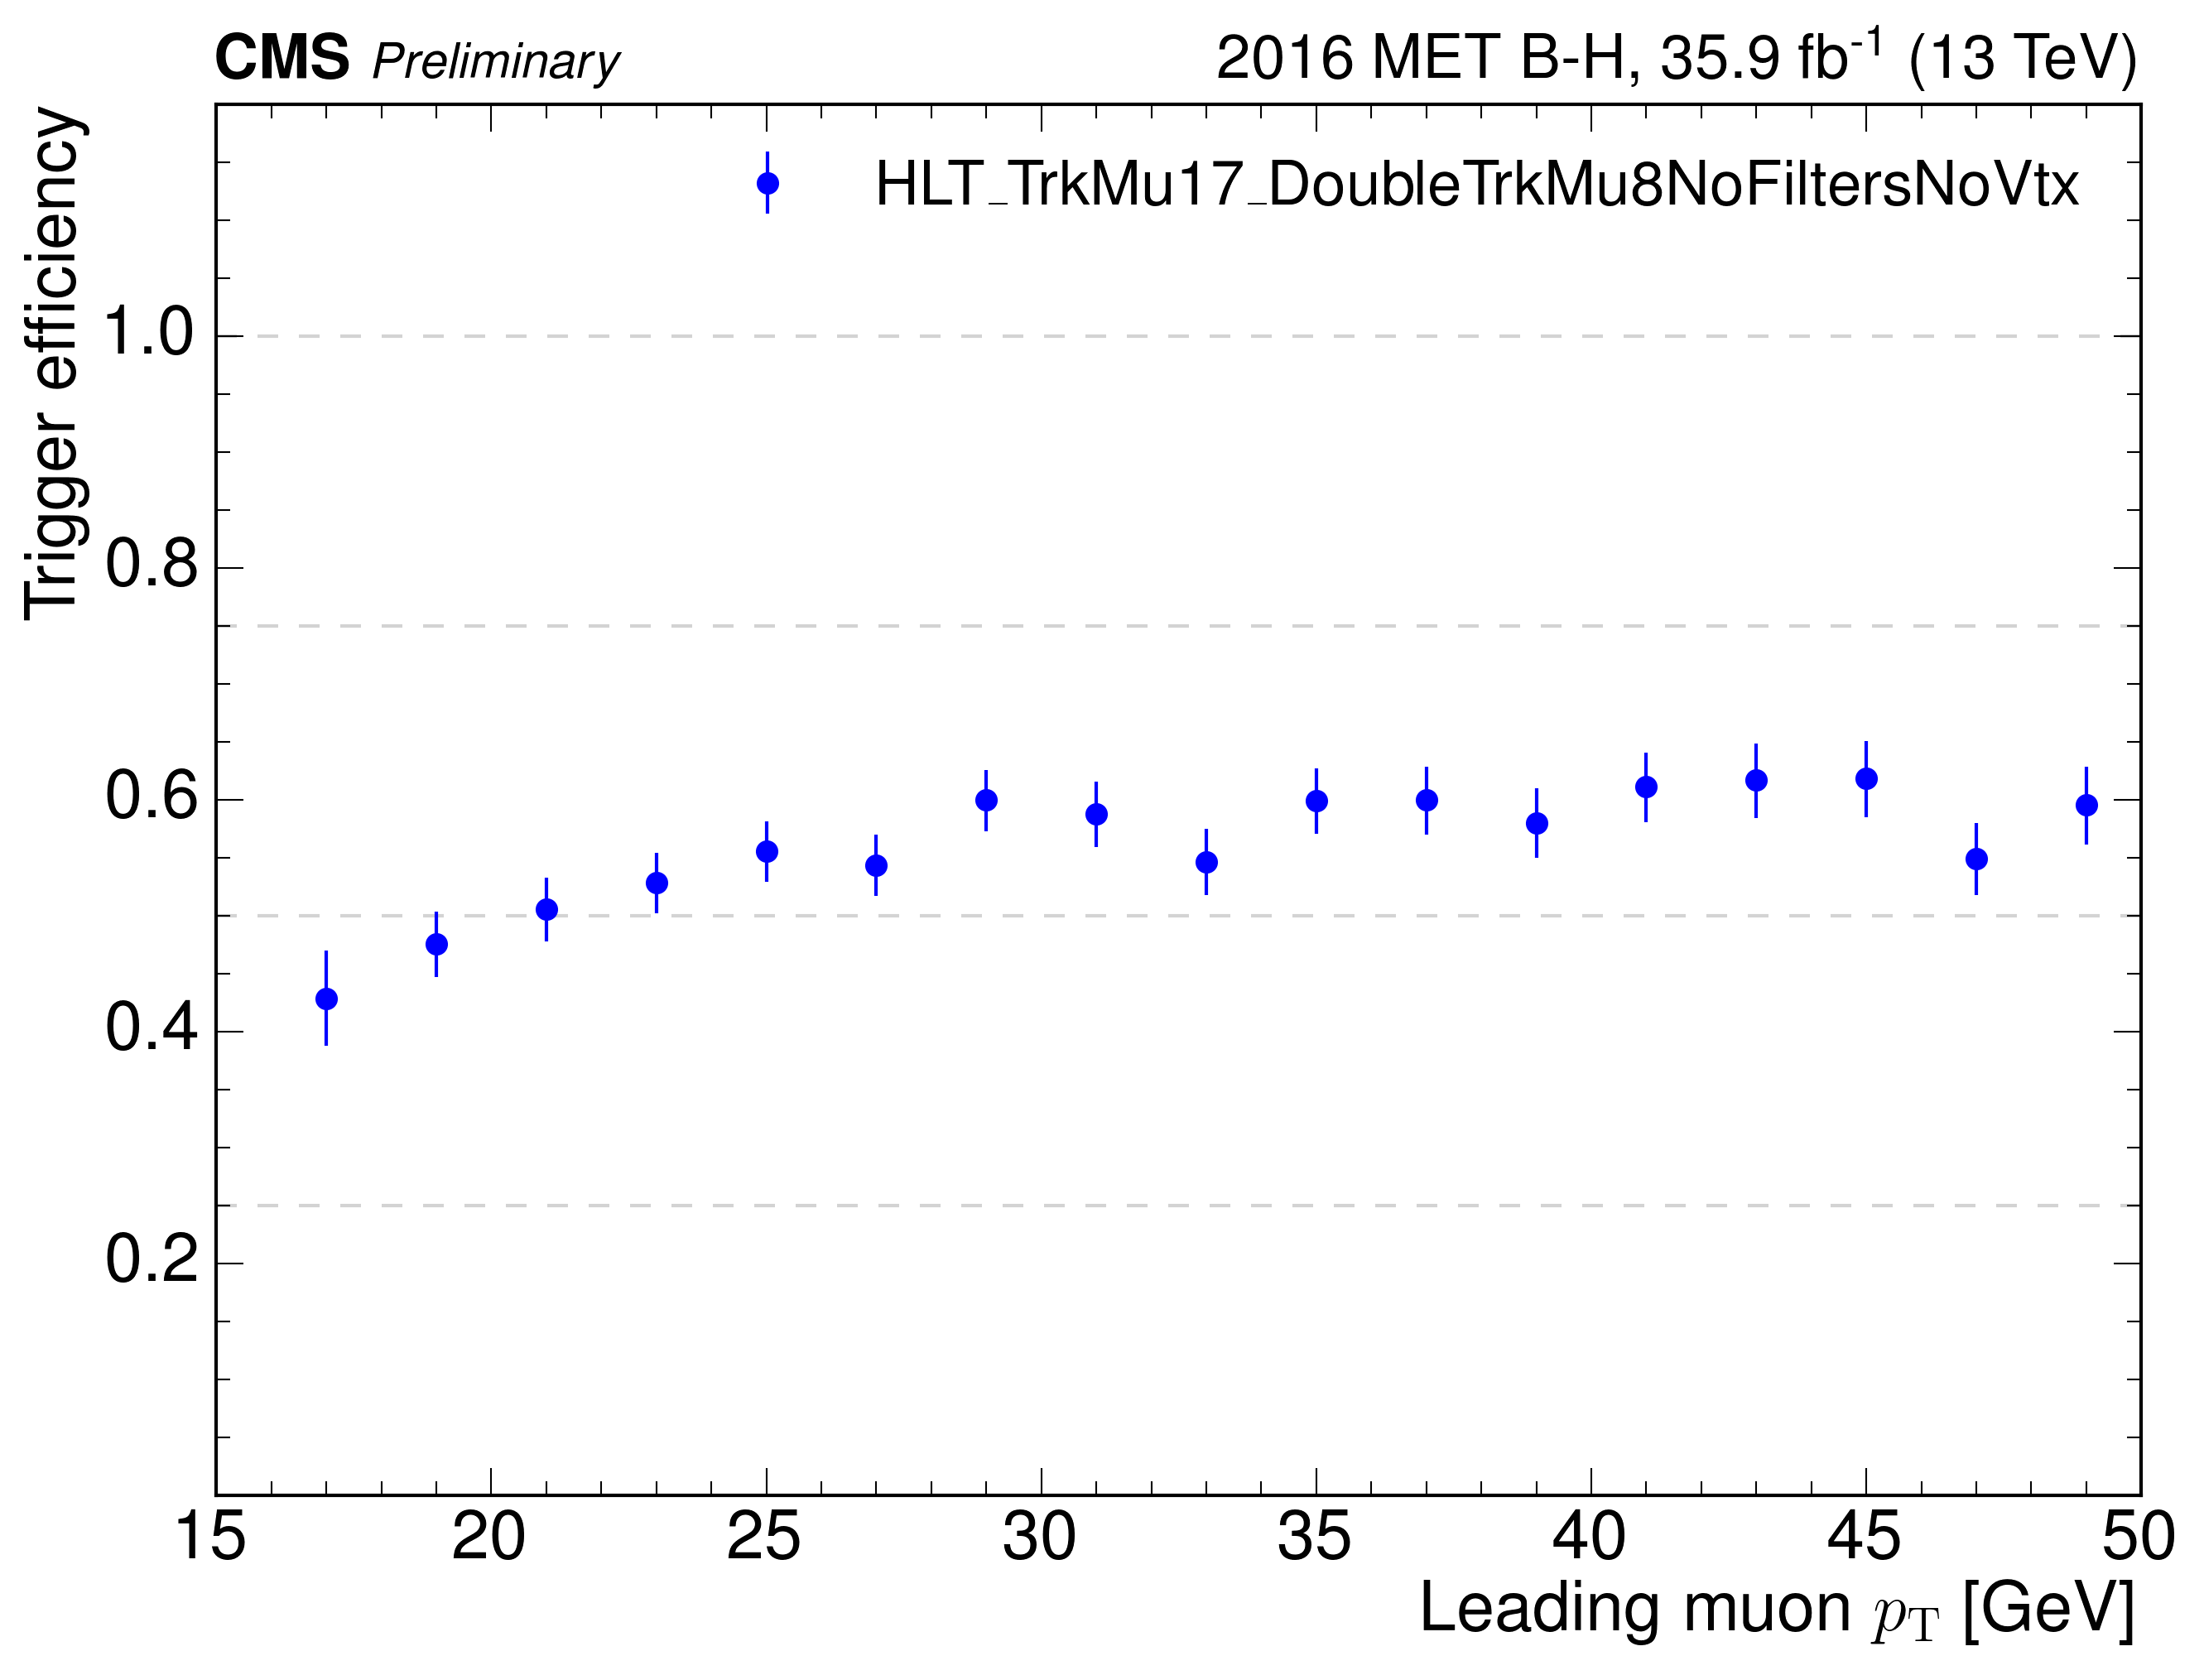 CMS Preliminary 2016 MET B-H, 35.9 fb⁻¹ (13 TeV)
Trigger efficiency
HLT_TrkMu17_DoubleTrkMu8NoFiltersNoVtx
1.0
0.8
0.6
0.4
0.2
15 20 25 30 35 40 45 50
Leading muon p_T [GeV]